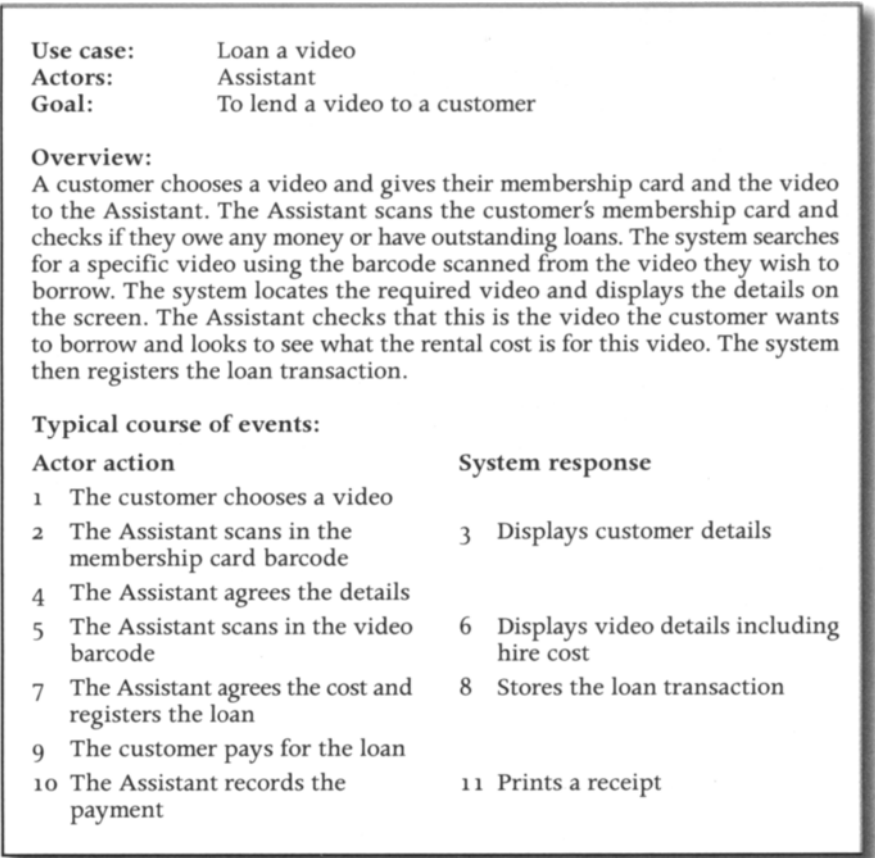 Use case: Loan a video
Actors: Assistant
Goal: To lend a video to a customer
Overview:
A customer chooses a video and gives their membership card and the video
to the Assistant. The Assistant scans the customer's membership card and
checks if they owe any money or have outstanding loans. The system searches
for a specific video using the barcode scanned from the video they wish to
borrow. The system locates the required video and displays the details on
the screen. The Assistant checks that this is the video the customer wants
to borrow and looks to see what the rental cost is for this video. The system
then registers the loan transaction.
Typical course of events:
Actor action System response
1 The customer chooses a video
2 The Assistant scans in the 3 Displays customer details
membership card barcode
4 The Assistant agrees the details
5 The Assistant scans in the video 6 Displays video details including
barcode hire cost
7 The Assistant agrees the cost and 8 Stores the loan transaction
registers the loan
9 The customer pays for the loan
10 The Assistant records the 11 Prints a receipt
payment